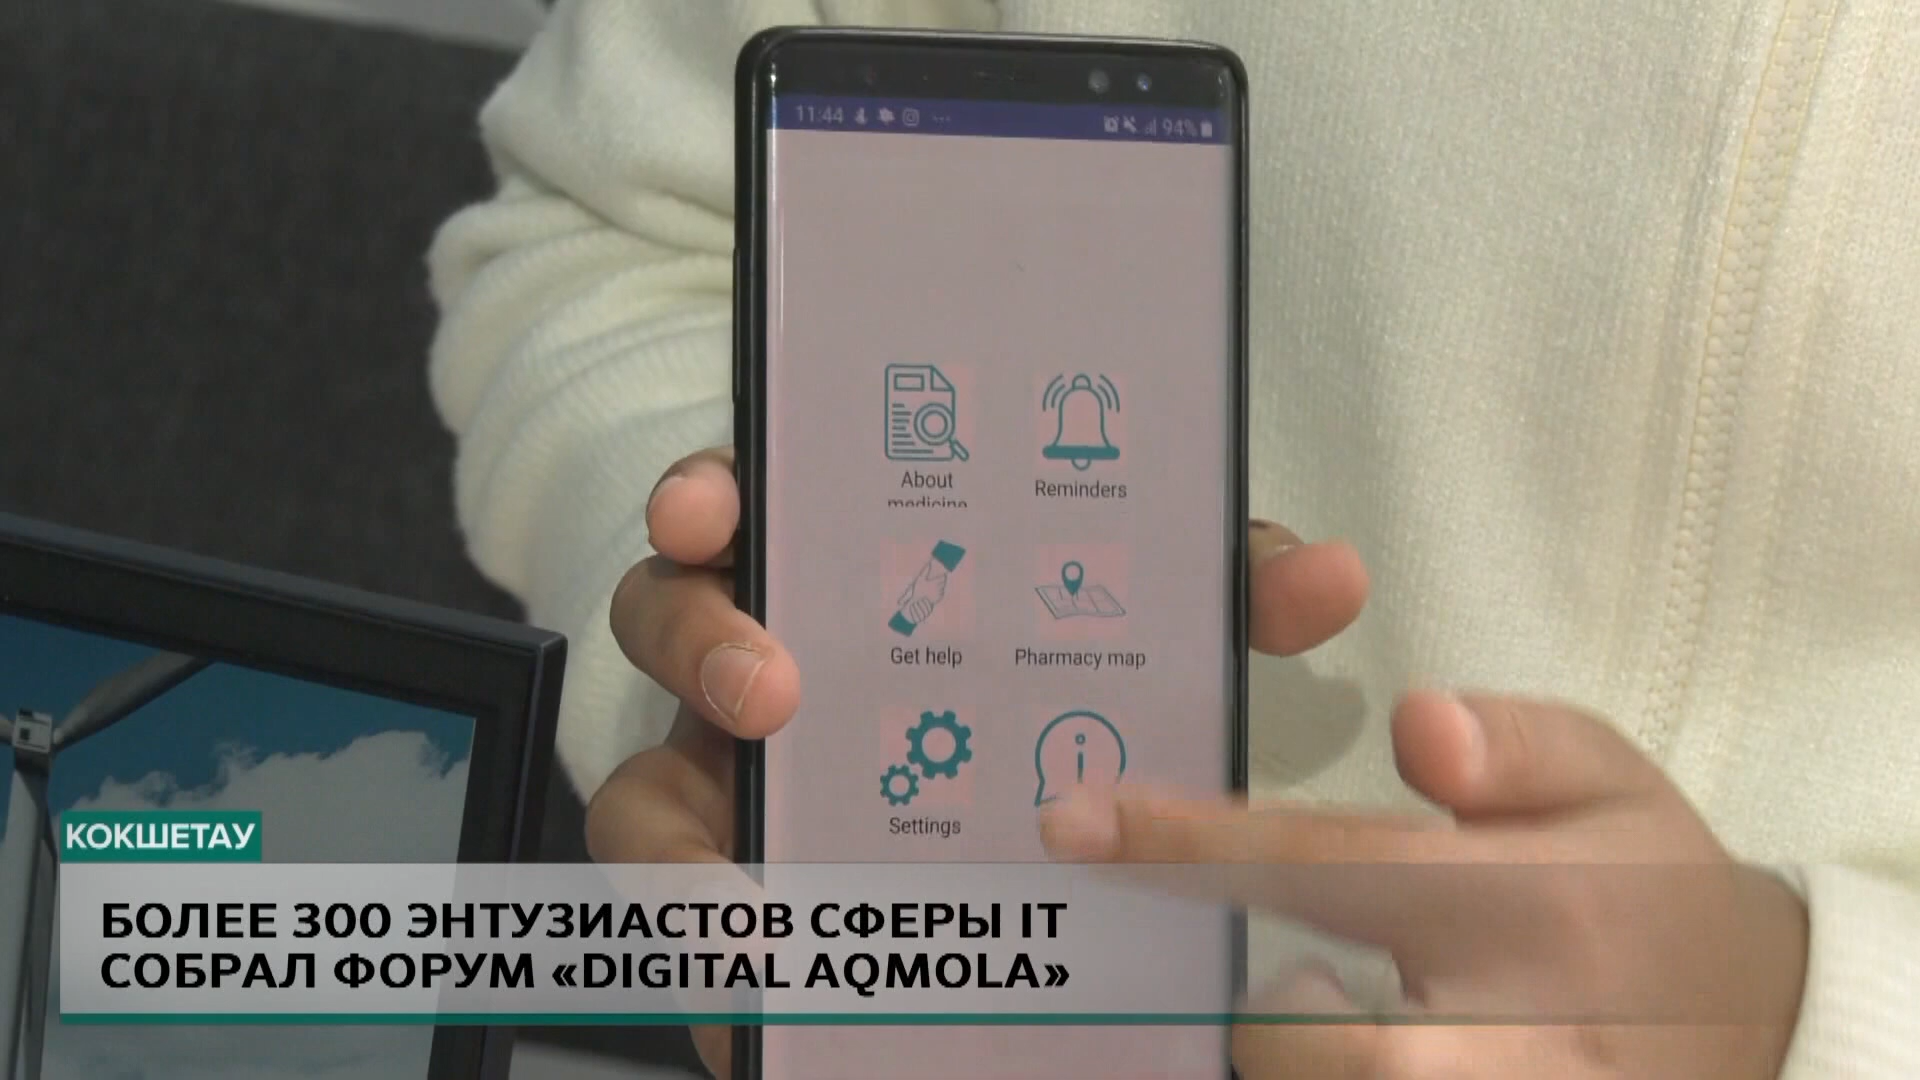 11:44
94%
About
medicine
Reminders
Get help
Pharmacy map
Settings
КОКШЕТАУ
БОЛЕЕ 300 ЭНТУЗИАСТОВ СФЕРЫ IT
СОБРАЛ ФОРУМ «DIGITAL AQMOLA»